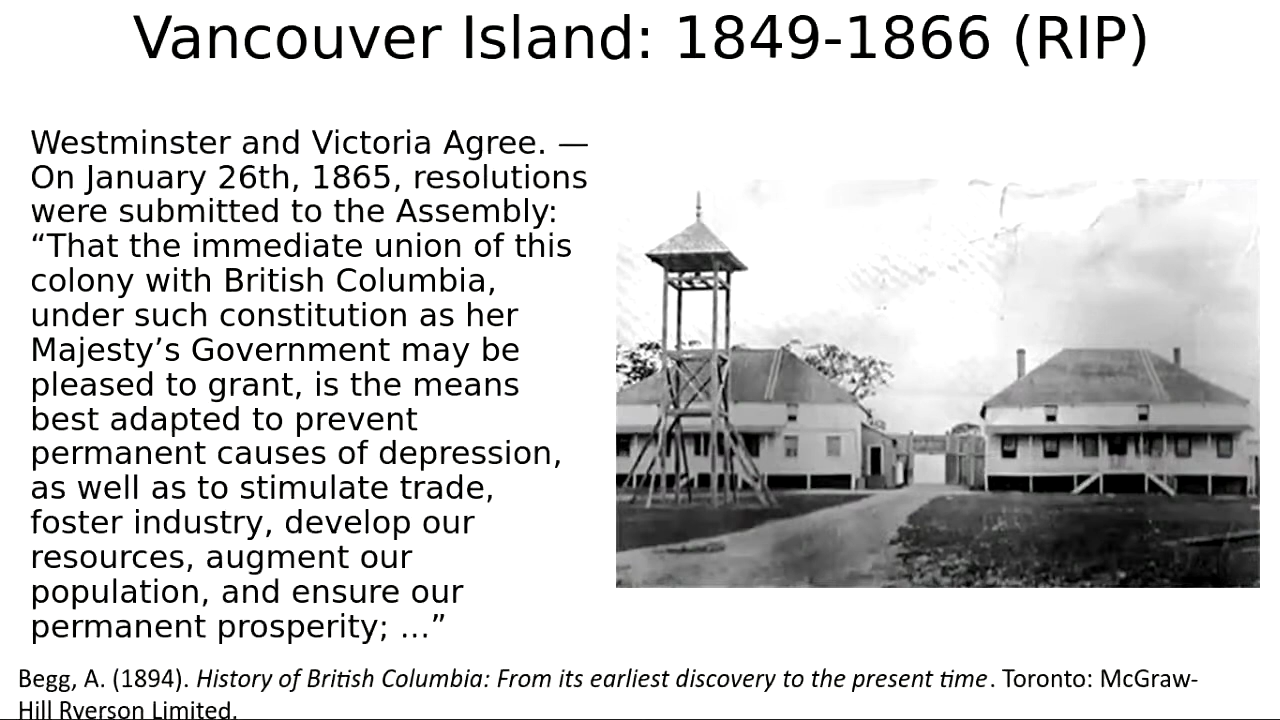 Vancouver Island: 1849-1866 (RIP)
Westminster and Victoria Agree. —
On January 26th, 1865, resolutions
were submitted to the Assembly:
“That the immediate union of this
colony with British Columbia,
under such constitution as her
Majesty’s Government may be
pleased to grant, is the means
best adapted to prevent
permanent causes of depression,
as well as to stimulate trade,
foster industry, develop our
resources, augment our
population, and ensure our
permanent prosperity; …”
Begg, A. (1894). History of British Columbia: From its earliest discovery to the present time. Toronto: McGraw-
Hill Ryerson Limited.